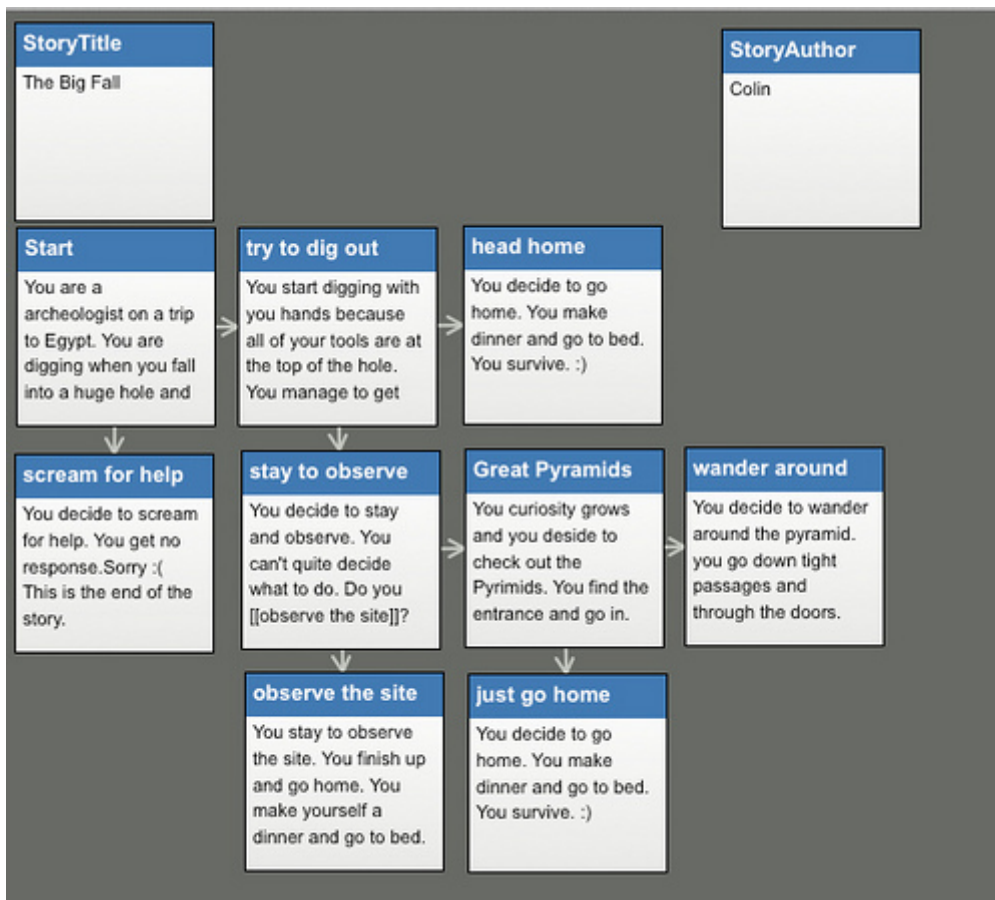 StoryTitle
The Big Fall
StoryAuthor
Colin
Start
You are a
archeologist on a trip
to Egypt. You are
digging when you fall
into a huge hole and
try to dig out
You start digging with
you hands because
all of your tools are at
the top of the hole.
You manage to get
head home
You decide to go
home. You make
dinner and go to bed.
You survive. :)
scream for help
You decide to scream
for help. You get no
response.Sorry :(
This is the end of the
story.
stay to observe
You decide to stay
and observe. You
can't quite decide
what to do. Do you
[[observe the site]]?
Great Pyramids
You curiosity grows
and you deside to
check out the
Pyrimids. You find the
entrance and go in.
wander around
You decide to wander
around the pyramid.
you go down tight
passages and
through the doors.
observe the site
You stay to observe
the site. You finish up
and go home. You
make yourself a
dinner and go to bed.
just go home
You decide to go
home. You make
dinner and go to bed.
You survive. :)